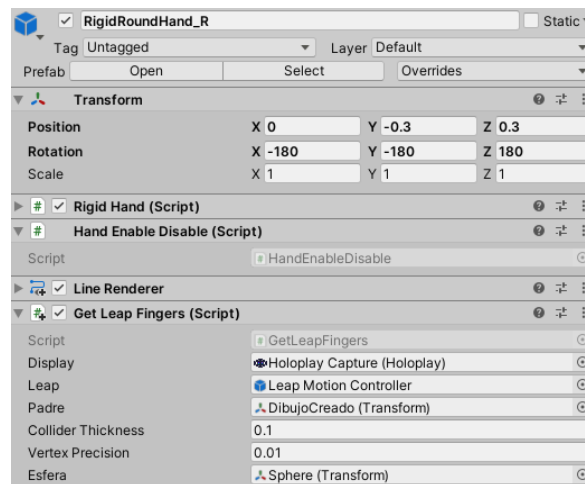 RigidRoundHand_R Static
Tag Untagged Layer Default
Prefab Open Select Overrides
Transform
Position X 0 Y -0.3 Z 0.3
Rotation X -180 Y -180 Z 180
Scale X 1 Y 1 Z 1
Rigid Hand (Script)
Hand Enable Disable (Script)
Script HandEnableDisable
Line Renderer
Get Leap Fingers (Script)
Script GetLeapFingers
Display Holoplay Capture (Holoplay)
Leap Leap Motion Controller
Padre DibujoCreado (Transform)
Collider Thickness 0.1
Vertex Precision 0.01
Esfera Sphere (Transform)